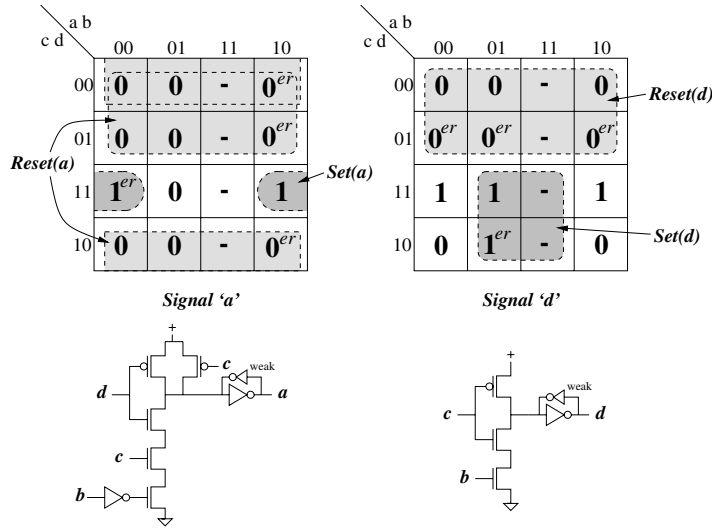 a b a b
c d 00 01 11 10 c d 00 01 11 10
00 0 0 - 0er 00 0 0 - 0 Reset(d)
01 0 0 - 0er 01 0er 0er - 0er
Reset(a)
11 1er 0 - 1 Set(a) 11 1 1 - 1
10 0 0 - 0er 10 0 1er - 0 Set(d)
Signal ‘a’ Signal ‘d’
+ +
c weak weak
d a c d
c
b b